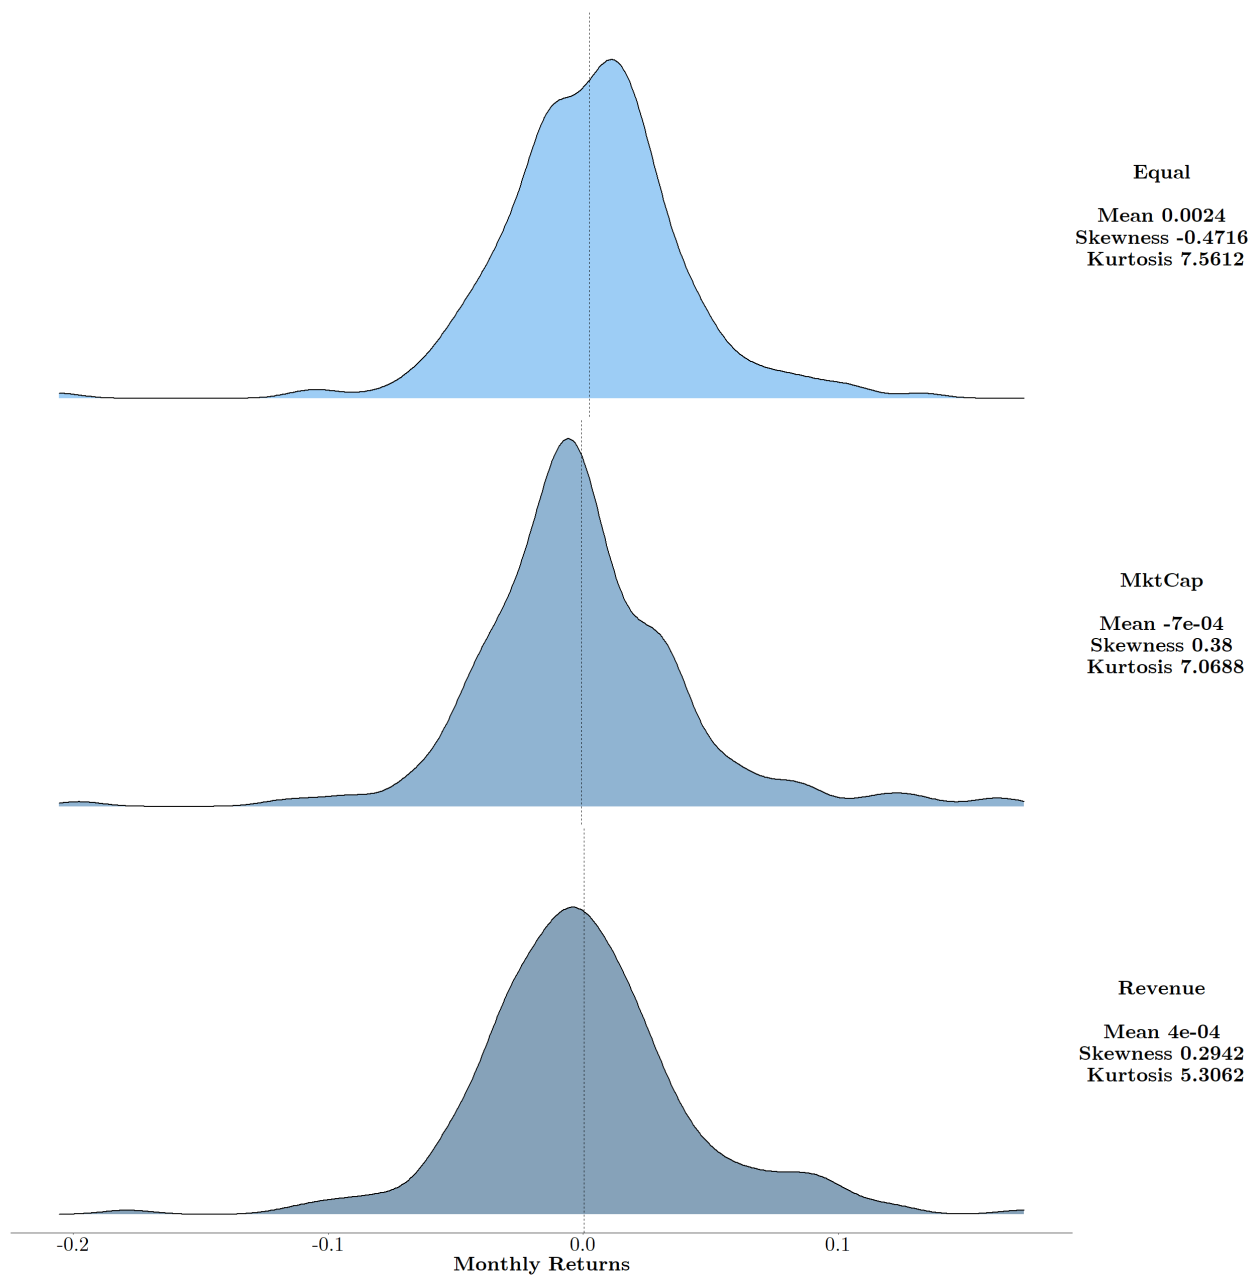 Equal
Mean 0.0024
Skewness -0.4716
Kurtosis 7.5612
MktCap
Mean -7e-04
Skewness 0.38
Kurtosis 7.0688
Revenue
Mean 4e-04
Skewness 0.2942
Kurtosis 5.3062
-0.2 -0.1 0.0 0.1
Monthly Returns